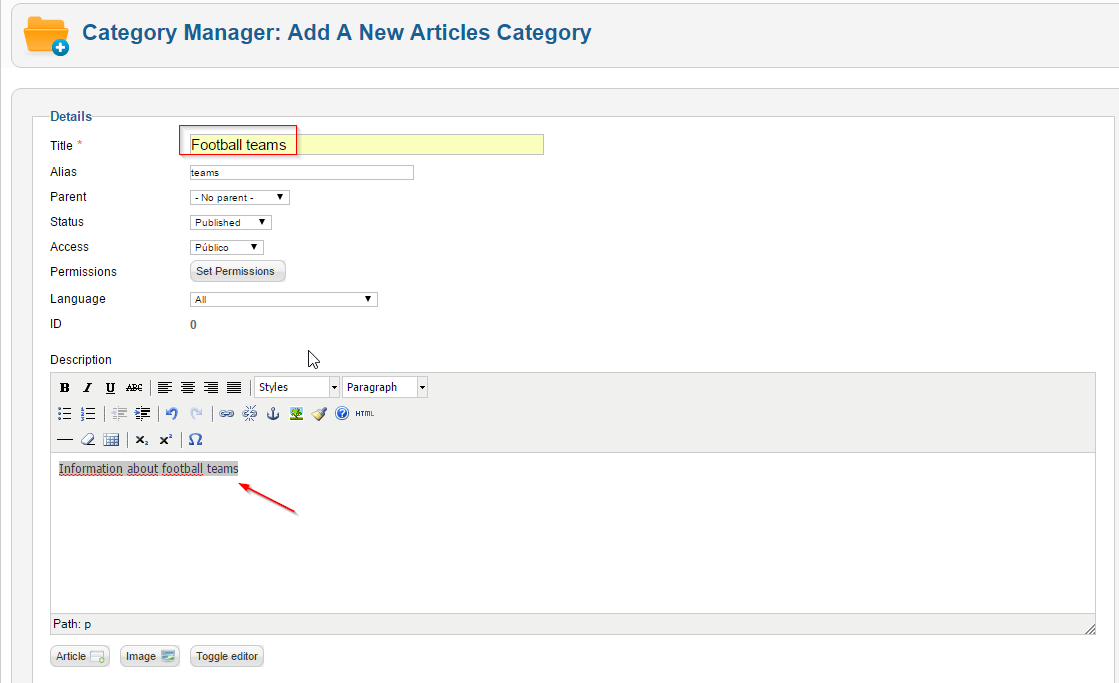 Category Manager: Add A New Articles Category
Details
Title *
Football teams
Alias
teams
Parent
- No parent -
Status
Published
Access
Público
Permissions
Set Permissions
Language
All
ID
0
Description
B I U ABC Styles Paragraph
HTML
x₂ x² Ω
Information about football teams
Path: p
Article Image Toggle editor